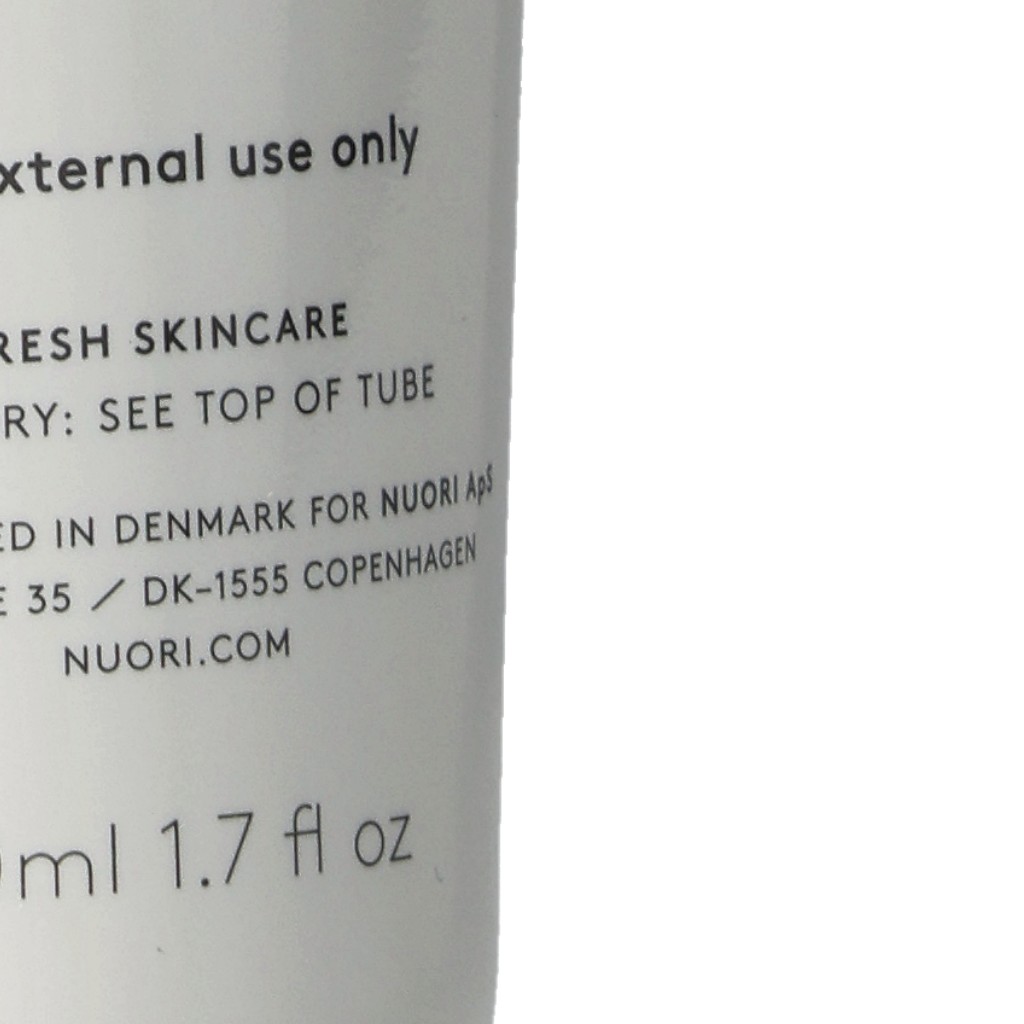 xternal use only
RESH SKINCARE
RY: SEE TOP OF TUBE
ED IN DENMARK FOR NUORI ApS
E 35 / DK-1555 COPENHAGEN
NUORI.COM
ml 1.7 fl oz